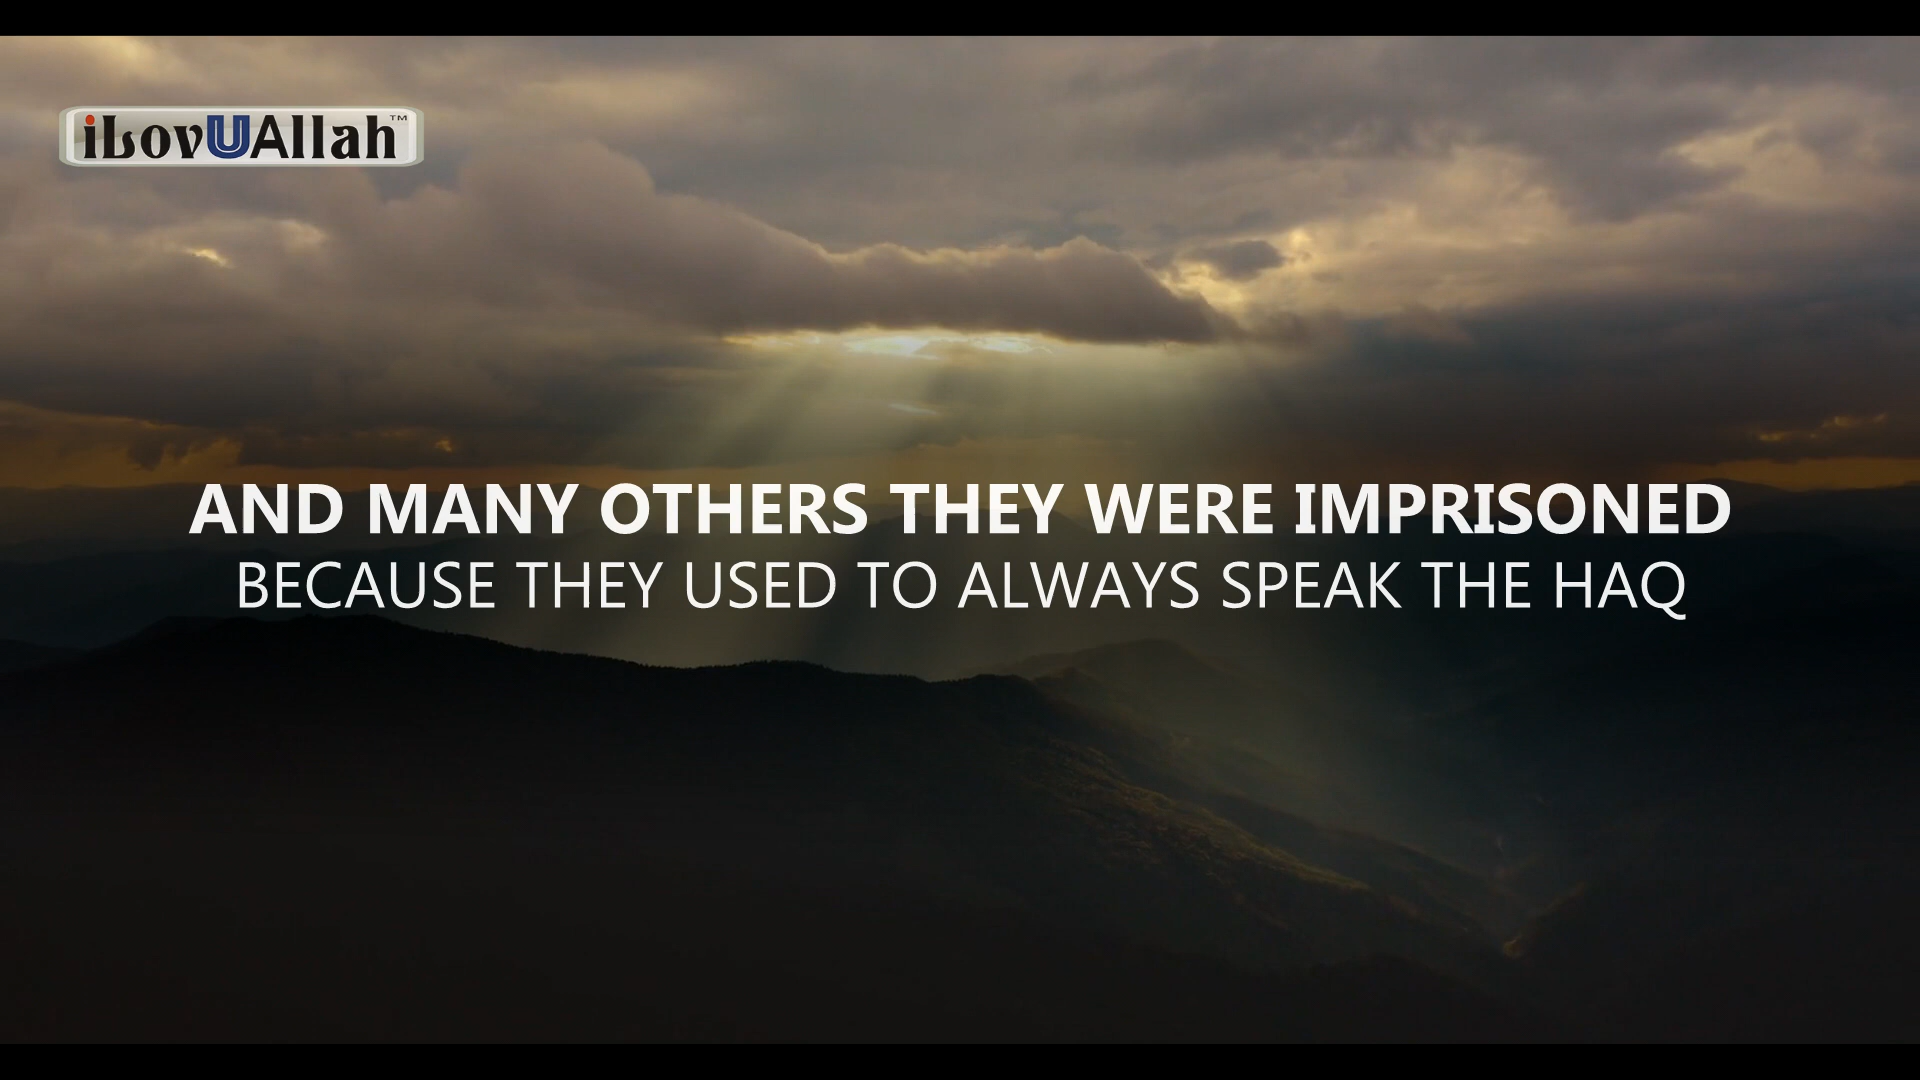 iLovUAllah™
AND MANY OTHERS THEY WERE IMPRISONED
BECAUSE THEY USED TO ALWAYS SPEAK THE HAQ